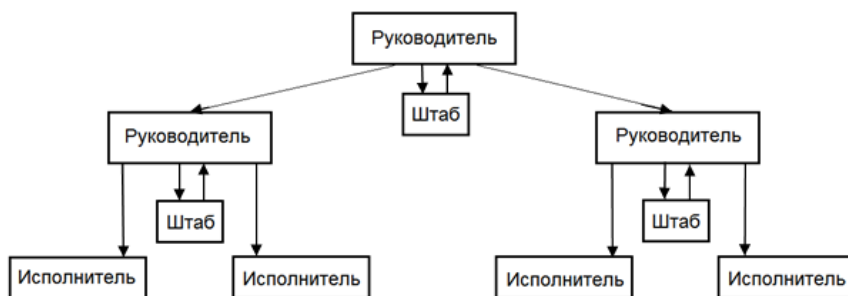 Руководитель
Штаб
Руководитель
Руководитель
Штаб
Штаб
Исполнитель
Исполнитель
Исполнитель
Исполнитель